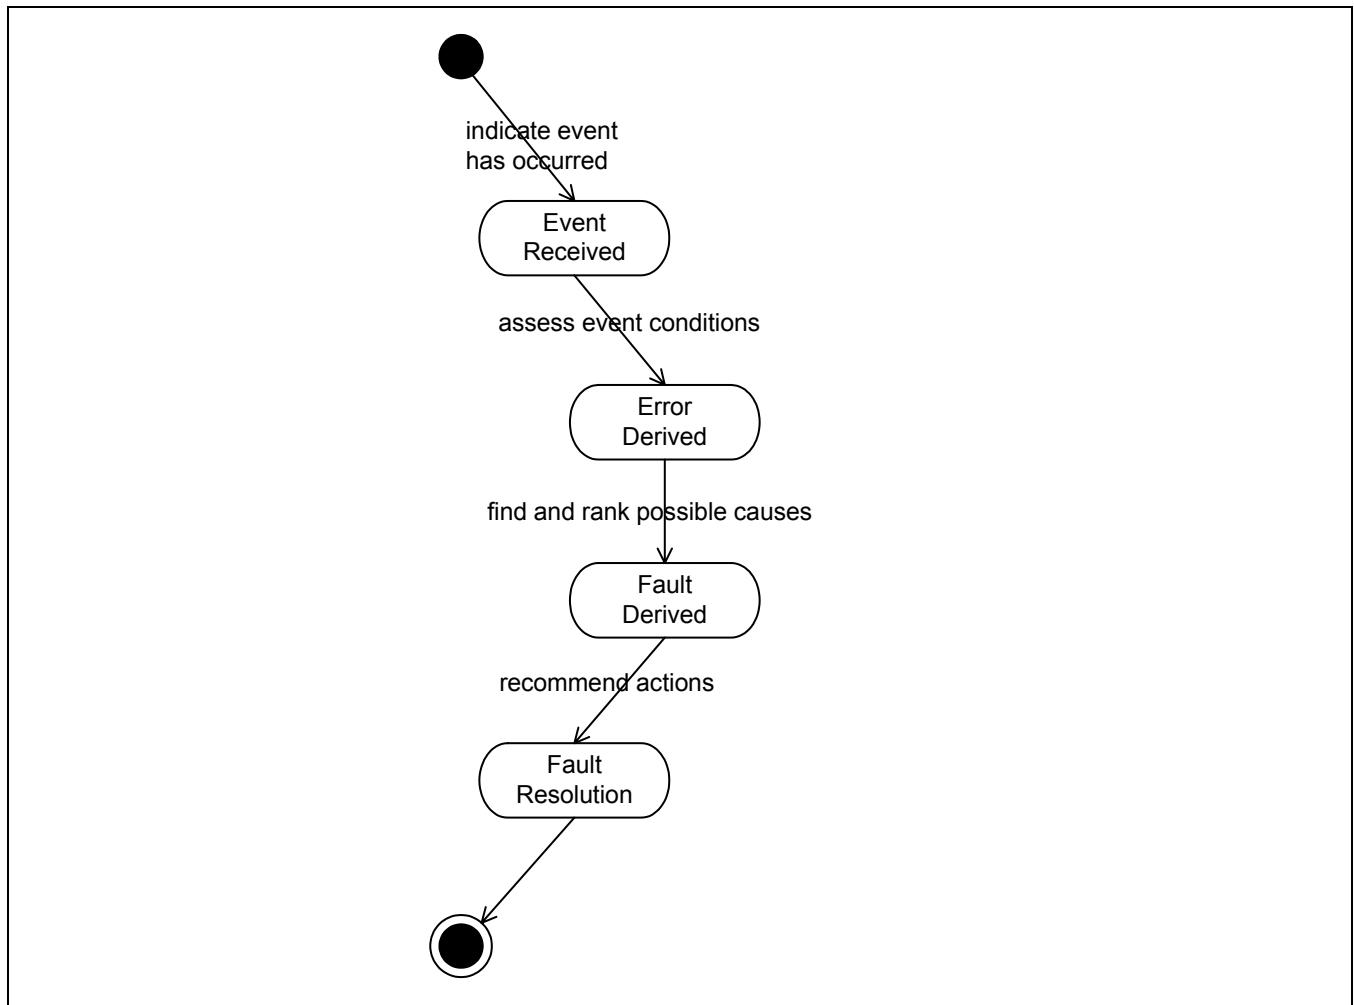 indicate event
has occurred
Event
Received
assess event conditions
Error
Derived
find and rank possible causes
Fault
Derived
recommend actions
Fault
Resolution